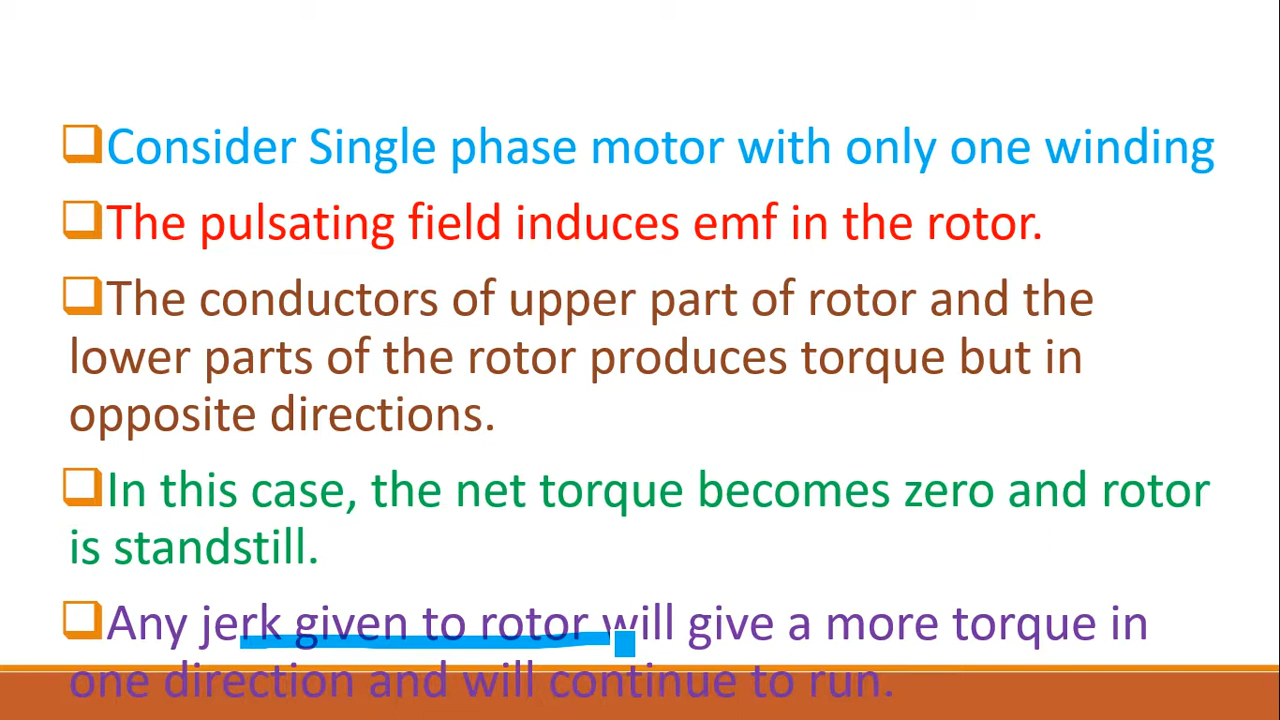 Consider Single phase motor with only one winding
The pulsating field induces emf in the rotor.
The conductors of upper part of rotor and the
lower parts of the rotor produces torque but in
opposite directions.
In this case, the net torque becomes zero and rotor
is standstill.
Any jerk given to rotor will give a more torque in
one direction and will continue to run.